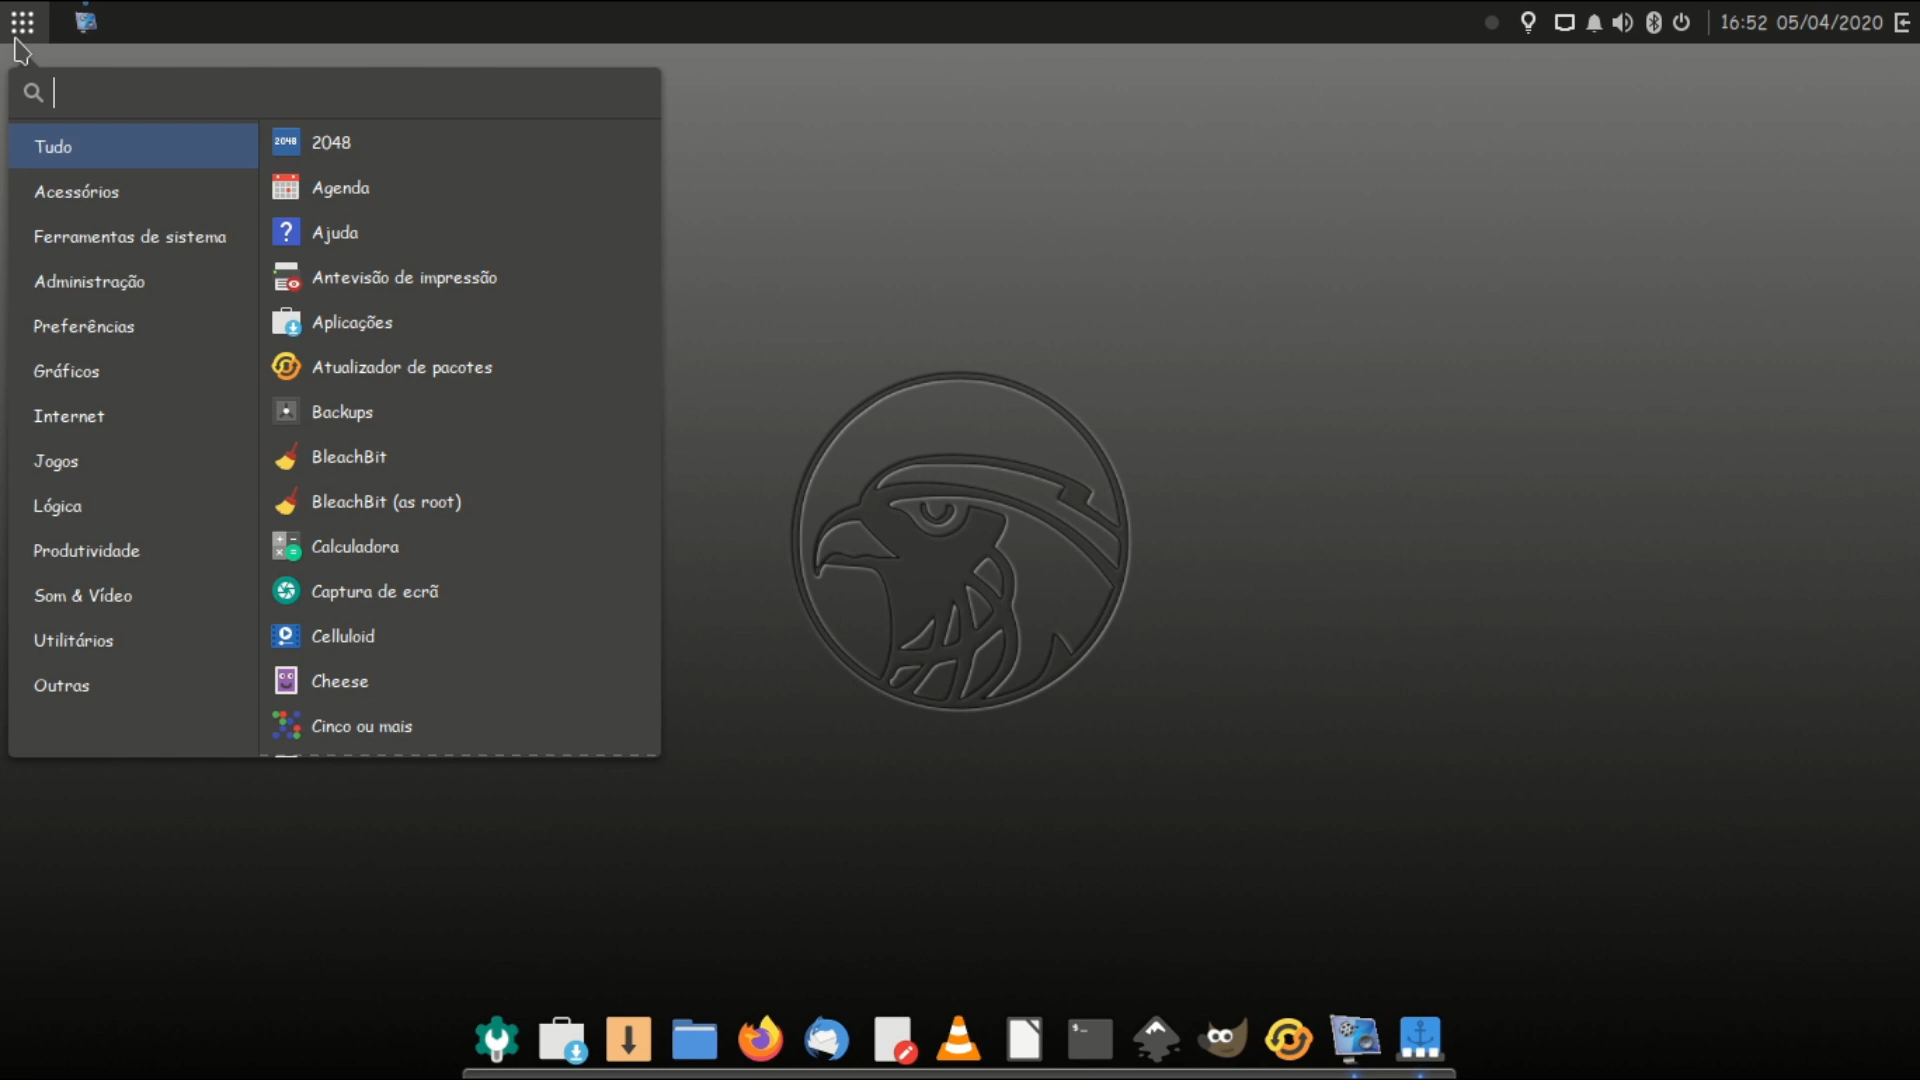 16:52 05/04/2020
Tudo
Acessórios
Ferramentas de sistema
Administração
Preferências
Gráficos
Internet
Jogos
Lógica
Produtividade
Som & Vídeo
Utilitários
Outras
2048
2048
Agenda
?
Ajuda
Antevisão de impressão
Aplicações
Atualizador de pacotes
Backups
BleachBit
BleachBit (as root)
Calculadora
Captura de ecrã
Celluloid
Cheese
Cinco ou mais
$_